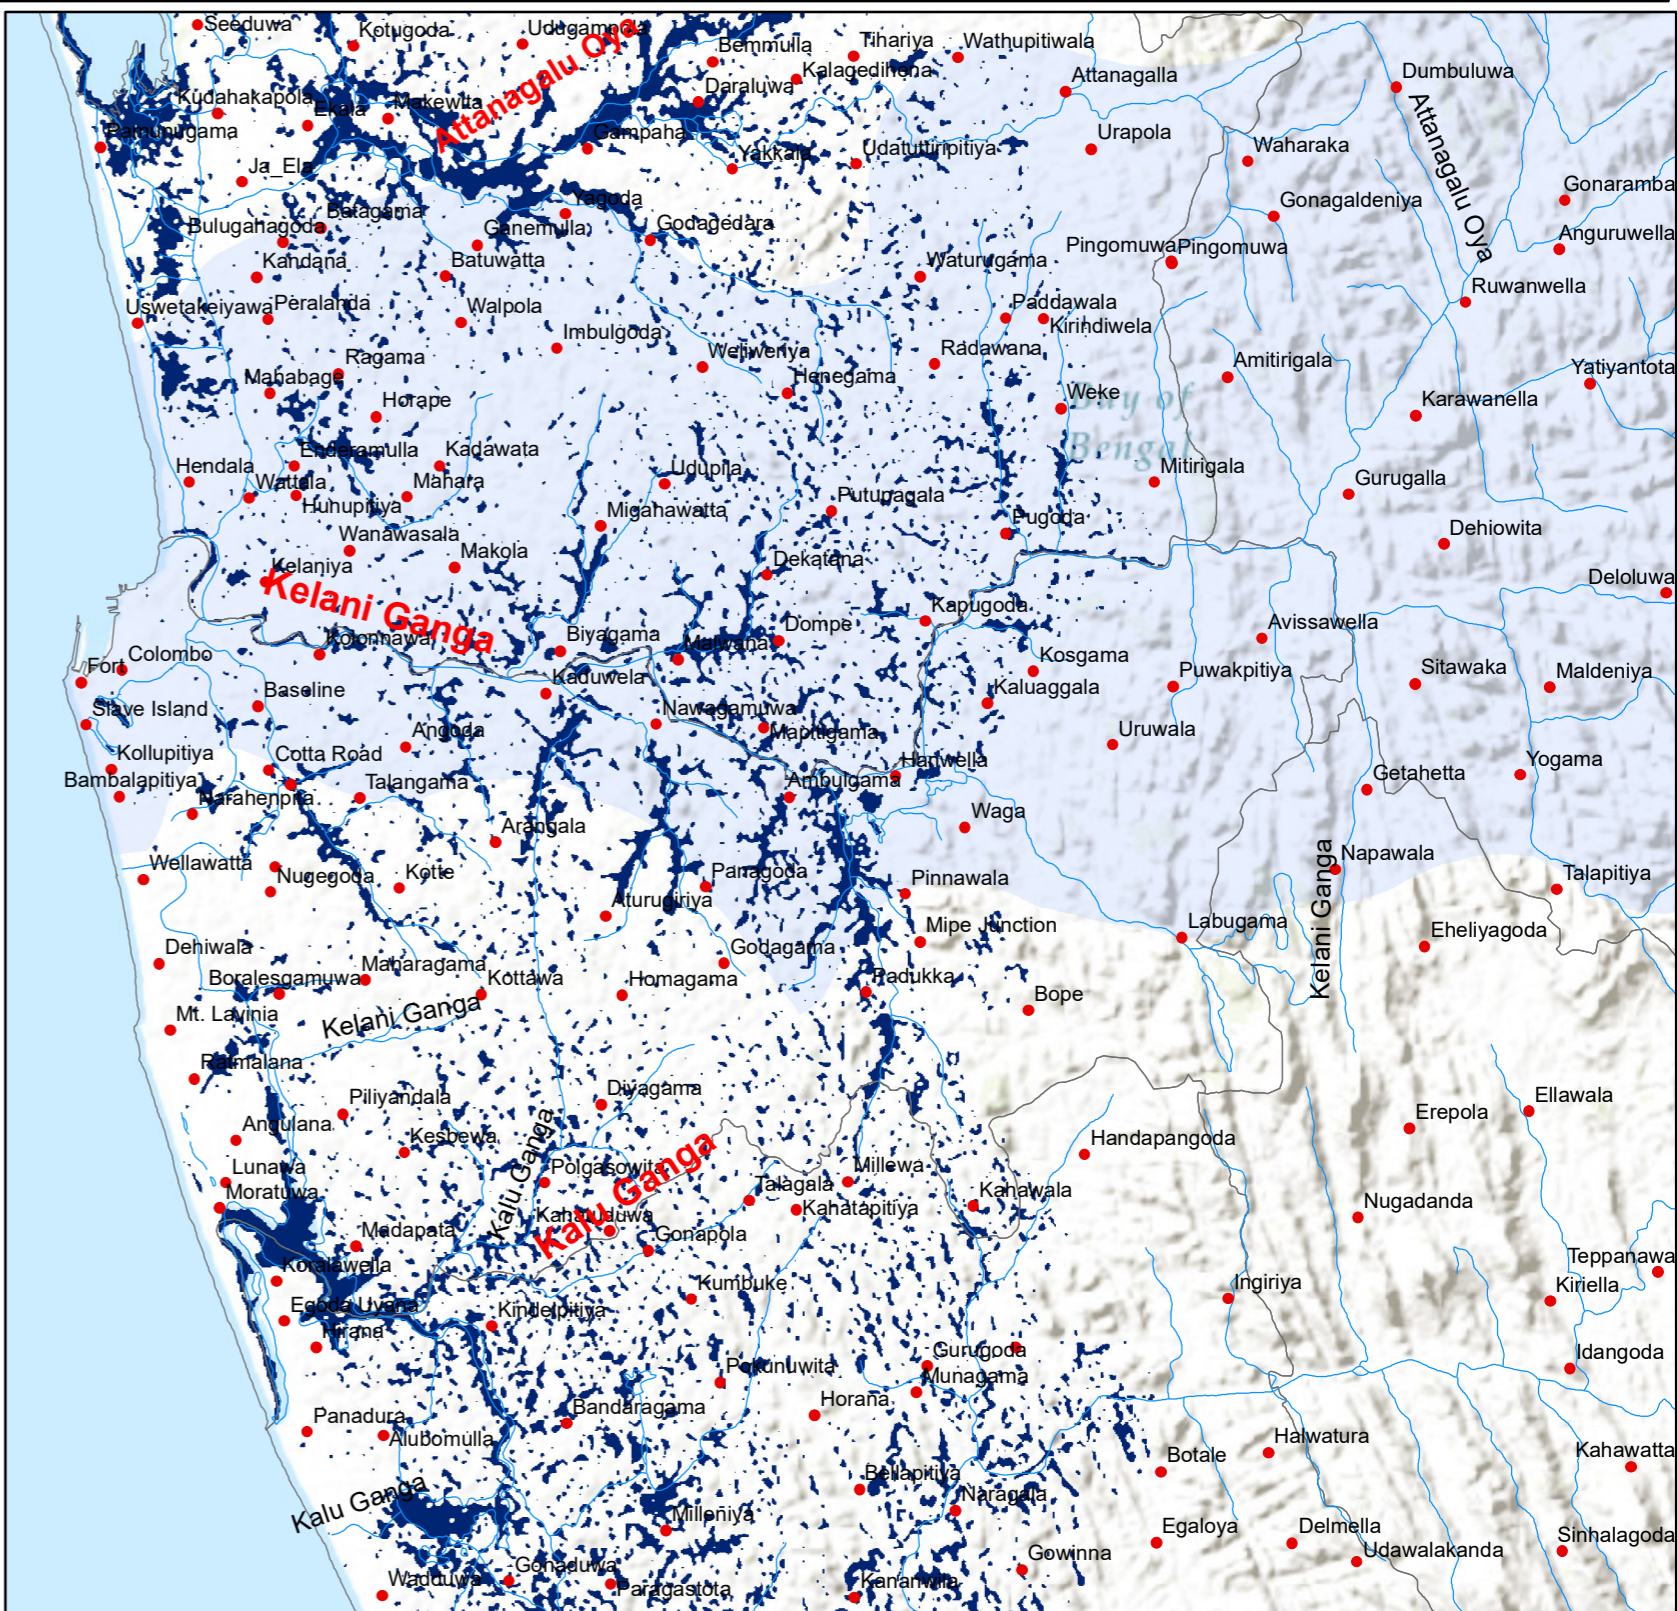 Seeduwa
Kotugoda
Udugampola
Bemmulla
Tihariya
Wathupitiwala
Kalagedihena
Attanagalla
Dumbuluwa
Daraluwa
Kudahakapola
Ekala
Makewita
Attanagalu Oya
Pamunugama
Gampaha
Yakkala
Udatuttiripitiya
Urapola
Waharaka
Attanagalu Oya
Ja_Ela
Gonaramba
Yagoda
Gonagaldeniya
Batagama
Bulugahagoda
Ganemulla
Godagedara
Anguruwella
Pingomuwa
Pingomuwa
Kandana
Batuwatta
Waturugama
Ruwanwella
Uswetakeiyawa
Peralanda
Walpola
Paddawala
Kirindiwela
Imbulgoda
Ragama
Weliweriya
Radawana
Amitirigala
Yatiyantota
Mahabage
Henegama
Weke
Bay of
Bengal
Horape
Karawanella
Enderamulla
Kadawata
Hendala
Udupila
Mitirigala
Wattala
Mahara
Gurugalla
Hunupitiya
Migahawatta
Putupagala
Pugoda
Dehiowita
Wanawasala
Makola
Kelaniya
Dekatana
Deloluwa
Kelani Ganga
Kapugoda
Avissawella
Kolonnawa
Biyagama
Malwana
Dompe
Fort
Colombo
Kosgama
Puwakpitiya
Sitawaka
Maldeniya
Baseline
Kaduwela
Kaluaggala
Slave Island
Nawagamuwa
Angoda
Mapitigama
Uruwala
Kollupitiya
Cotta Road
Hanwella
Yogama
Bambalapitiya
Talangama
Ambulgama
Getahetta
Narahenpita
Waga
Arangala
Wellawatta
Napawala
Nugegoda
Kotte
Panagoda
Pinnawala
Talapitiya
Aturugiriya
Kelani Ganga
Mipe Junction
Labugama
Eheliyagoda
Dehiwala
Godagama
Boralesgamuwa
Maharagama
Kottawa
Homagama
Padukka
Bope
Mt. Lavinia
Kelani Ganga
Ratmalana
Piliyandala
Diyagama
Ellawala
Angulana
Kesbewa
Erepola
Handapangoda
Kalu Ganga
Lunawa
Polgasowita
Millewa
Moratuwa
Talagala
Kahawala
Kalu Ganga
Kahatapitiya
Nugadanda
Madapata
Kahatuduwa
Gonapola
Koralawella
Teppanawa
Kumbuke
Ingiriya
Kiriella
Egoda Uyana
Kindelpitiya
Hirana
Gurugoda
Idangoda
Pokunuwita
Munagama
Horana
Panadura
Bandaragama
Alubomulla
Halwatura
Botale
Kahawatta
Bellapitiya
Kalu Ganga
Naragala
Milleniya
Egaloya
Delmella
Sinhalagoda
Gowinna
Udawalakanda
Wadduwa
Gonaduwa
Paragastota
Kananwila